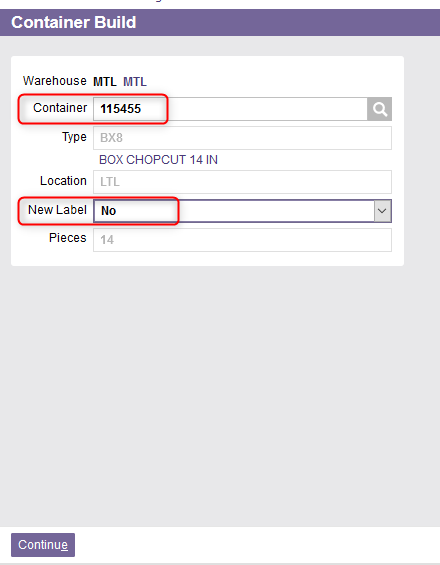 Container Build
Warehouse MTL MTL
Container 115455
Type BX8
BOX CHOPCUT 14 IN
Location LTL
New Label No
Pieces 14
Continue